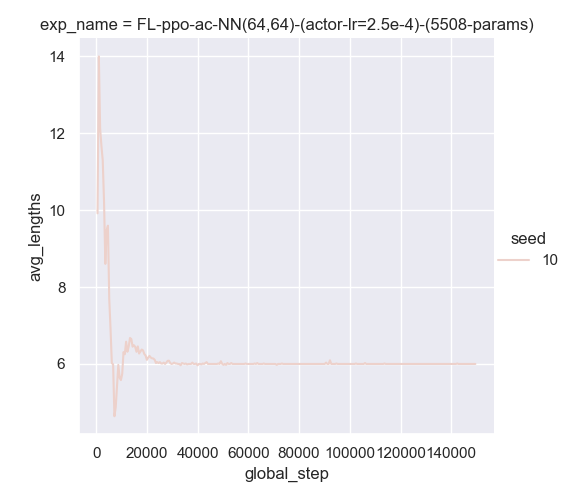 exp_name = FL-ppo-ac-NN(64,64)-(actor-lr=2.5e-4)-(5508-params)
14
12
10
8
6
avg_lengths
seed
10
0 20000 40000 60000 80000 100000 120000 140000
global_step